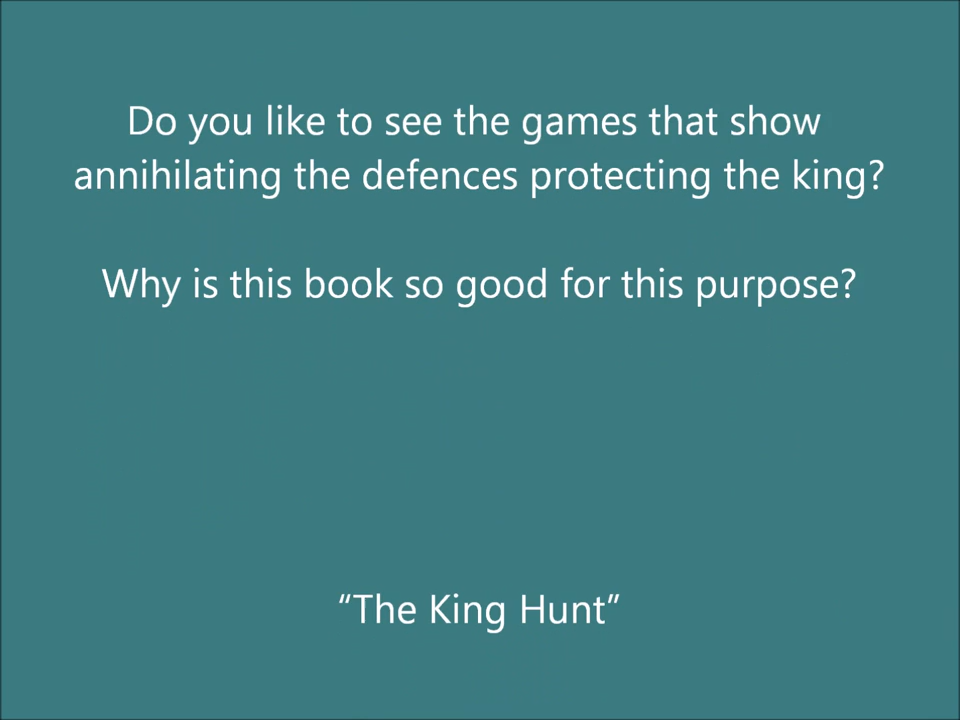 Do you like to see the games that show
annihilating the defences protecting the king?
Why is this book so good for this purpose?
“The King Hunt”